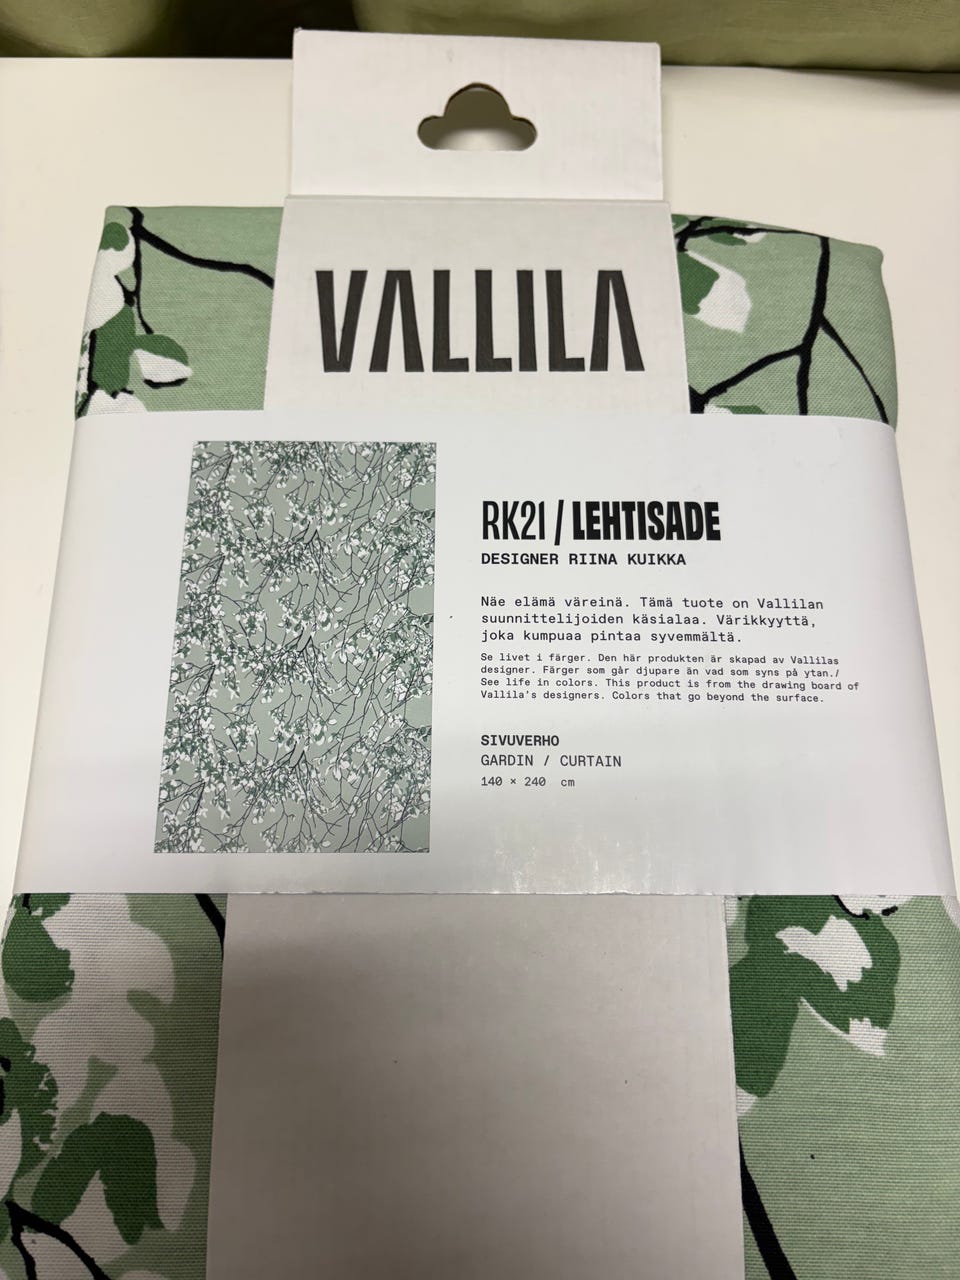 VALLILA
RK21 / LEHTISADE
DESIGNER RIINA KUIKKA
Näe elämä väreinä. Tämä tuote on Vallilan
suunnittelijoiden käsialaa. Värikkyyttä,
joka kumpuaa pintaa syvemmältä.
Se livet i färger. Den här produkten är skapad av Vallilas
designer. Färger som går djupare än vad som syns på ytan./
See life in colors. This product is from the drawing board of
Vallila's designers. Colors that go beyond the surface.
SIVUVERHO
GARDIN / CURTAIN
140 × 240 cm